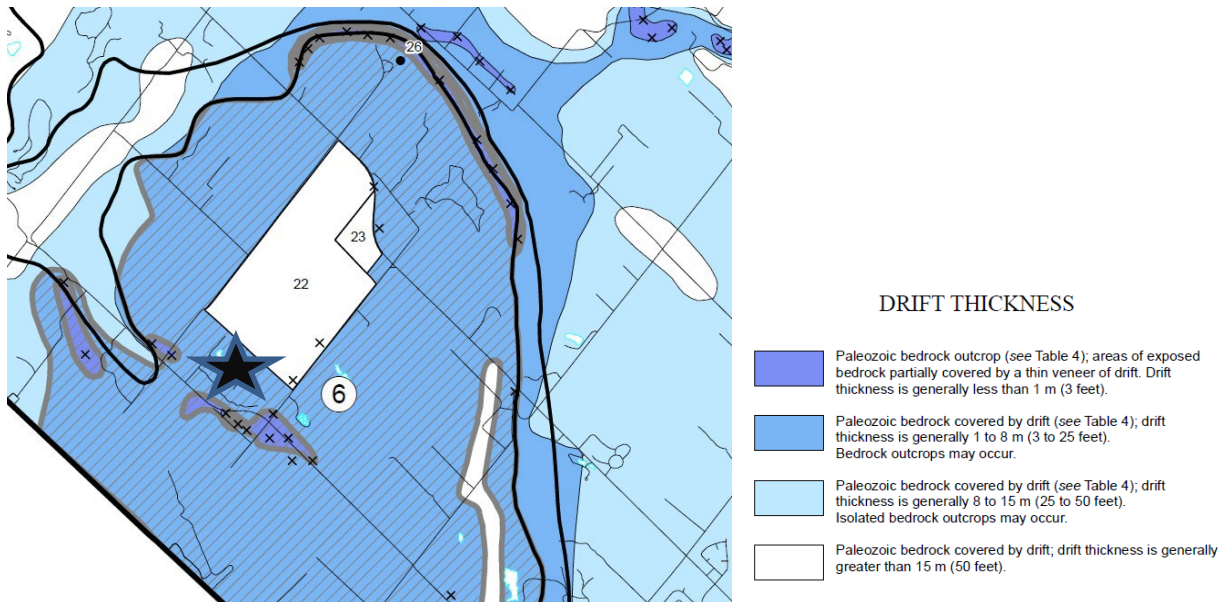 26
23
22
6
DRIFT THICKNESS
Paleozoic bedrock outcrop (see Table 4); areas of exposed
bedrock partially covered by a thin veneer of drift. Drift
thickness is generally less than 1 m (3 feet).
Paleozoic bedrock covered by drift (see Table 4); drift
thickness is generally 1 to 8 m (3 to 25 feet).
Bedrock outcrops may occur.
Paleozoic bedrock covered by drift (see Table 4); drift
thickness is generally 8 to 15 m (25 to 50 feet).
Isolated bedrock outcrops may occur.
Paleozoic bedrock covered by drift; drift thickness is generally
greater than 15 m (50 feet).